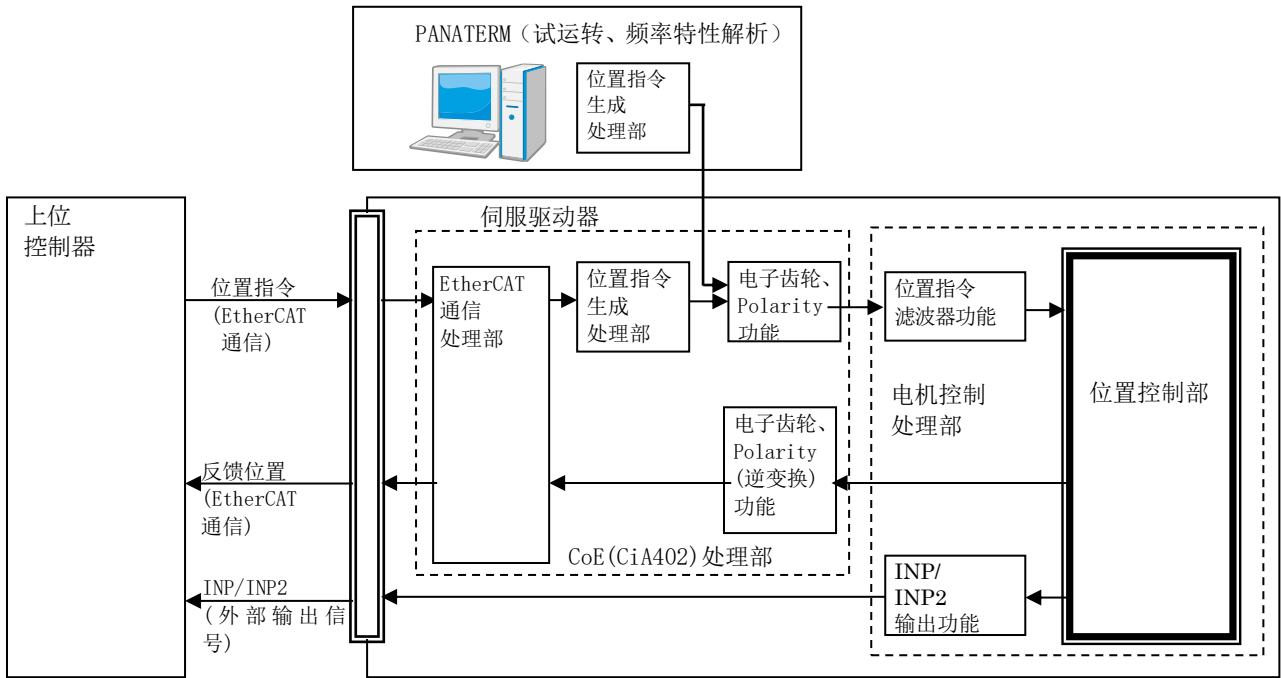 PANATERM（试运转、频率特性解析）
位置指令
生成
处理部
上位
控制器
伺服驱动器
位置指令
(EtherCAT
通信)
EtherCAT
通信
处理部
位置指令
生成
处理部
电子齿轮、
Polarity
功能
位置指令
滤波器功能
电机控制
处理部
位置控制部
反馈位置
(EtherCAT
通信)
电子齿轮、
Polarity
(逆变换)
功能
CoE(CiA402)处理部
INP/INP2
(外部输出信
号)
INP/
INP2
输出功能